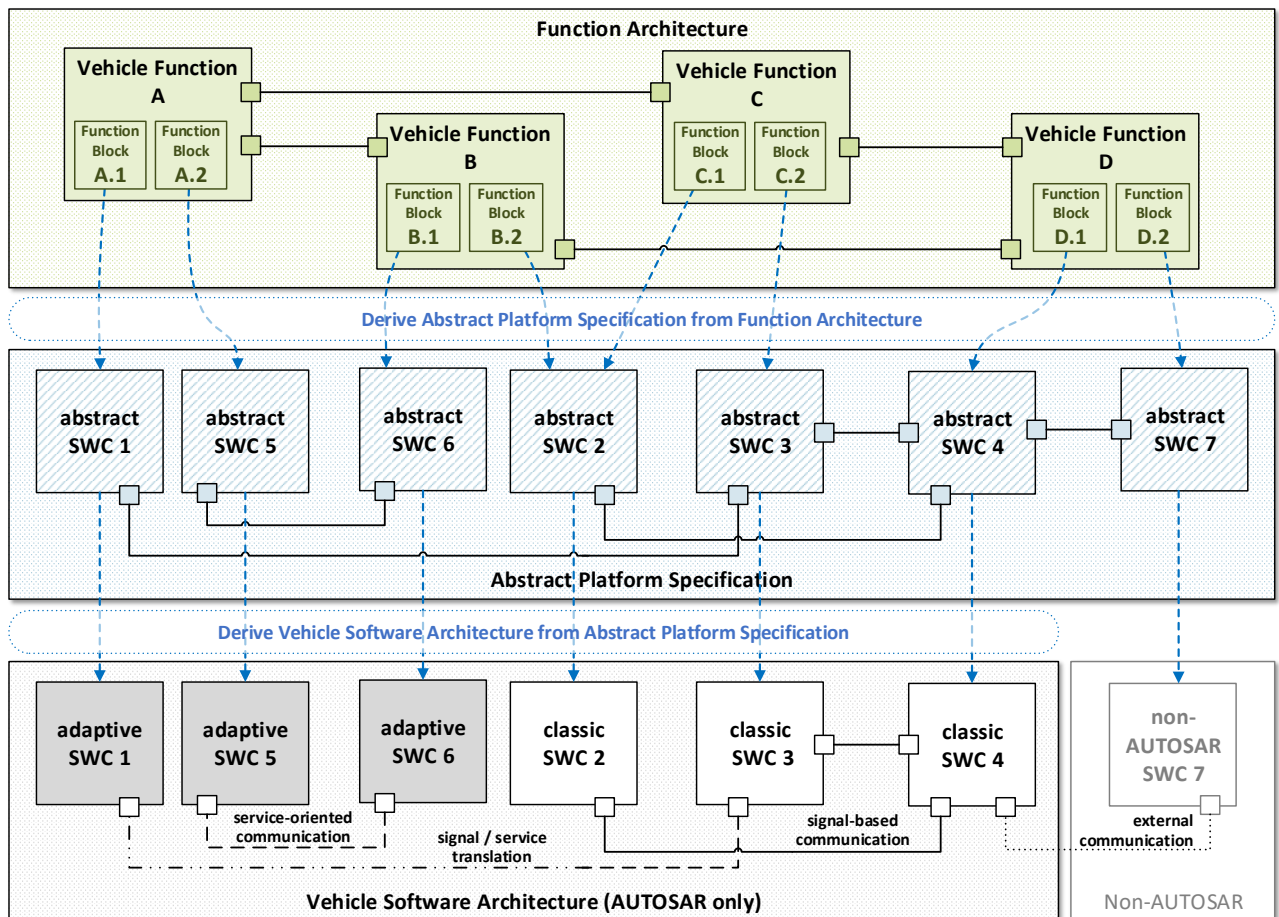 Function Architecture
Vehicle Function
A
Function
Block
A.1
Function
Block
A.2
Vehicle Function
B
Function
Block
B.1
Function
Block
B.2
Vehicle Function
C
Function
Block
C.1
Function
Block
C.2
Vehicle Function
D
Function
Block
D.1
Function
Block
D.2
Derive Abstract Platform Specification from Function Architecture
abstract
SWC 1
abstract
SWC 5
abstract
SWC 6
abstract
SWC 2
abstract
SWC 3
abstract
SWC 4
abstract
SWC 7
Abstract Platform Specification
Derive Vehicle Software Architecture from Abstract Platform Specification
adaptive
SWC 1
adaptive
SWC 5
adaptive
SWC 6
classic
SWC 2
classic
SWC 3
classic
SWC 4
non-
AUTOSAR
SWC 7
service-oriented
communication
signal / service
translation
signal-based
communication
external
communication
Vehicle Software Architecture (AUTOSAR only)
Non-AUTOSAR